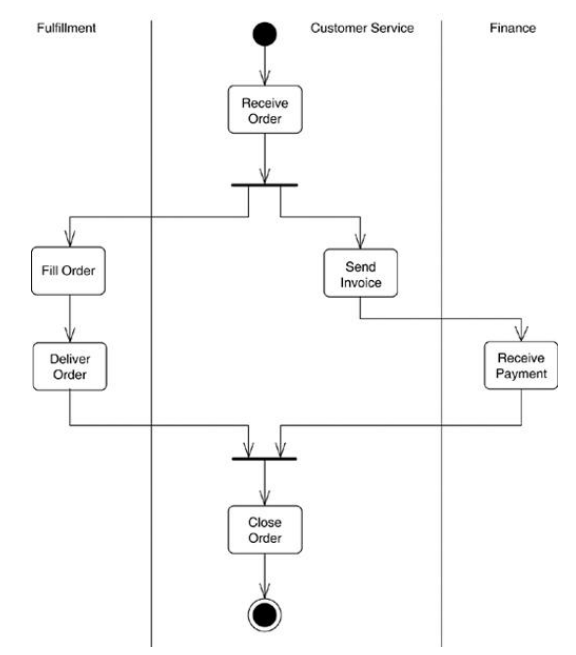 Fulfillment
Customer Service
Finance
Receive
Order
Fill Order
Send
Invoice
Deliver
Order
Receive
Payment
Close
Order